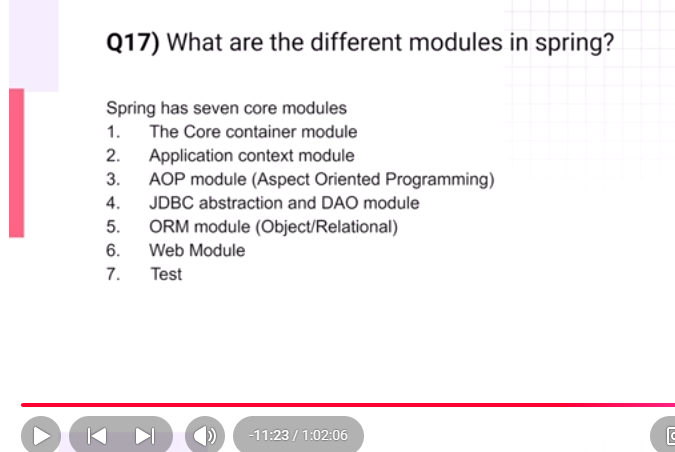 Q17) What are the different modules in spring?
Spring has seven core modules
1. The Core container module
2. Application context module
3. AOP module (Aspect Oriented Programming)
4. JDBC abstraction and DAO module
5. ORM module (Object/Relational)
6. Web Module
7. Test
-11:23 / 1:02:06